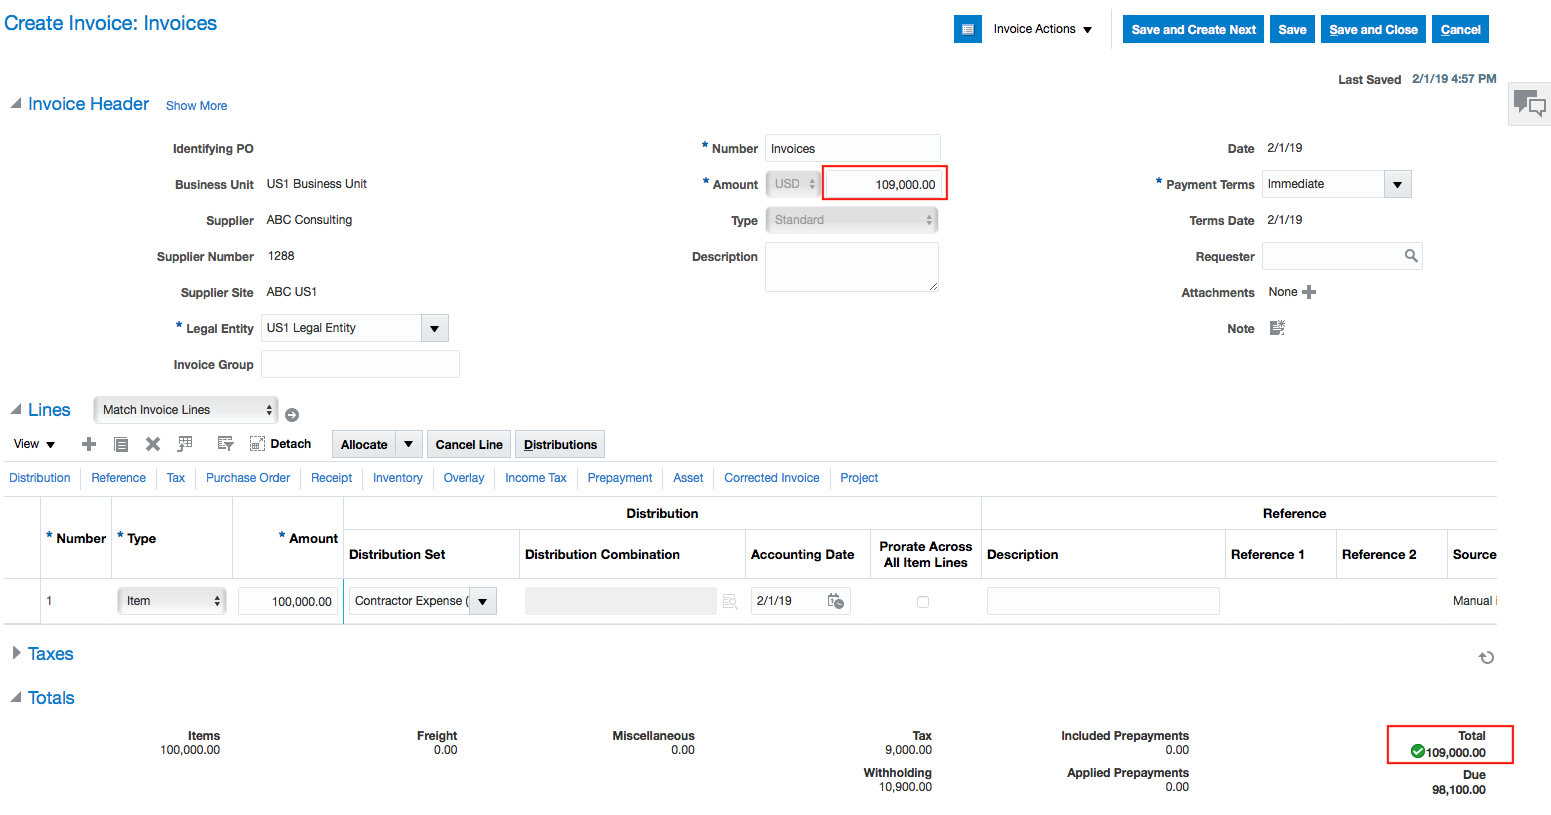 Create Invoice: Invoices
Invoice Actions
Save and Create Next
Save
Save and Close
Cancel
Last Saved 2/1/19 4:57 PM
Invoice Header Show More
Identifying PO
Business Unit US1 Business Unit
Supplier ABC Consulting
Supplier Number 1288
Supplier Site ABC US1
* Legal Entity US1 Legal Entity
Invoice Group
* Number Invoices
* Amount USD 109,000.00
Type Standard
Description
Date 2/1/19
* Payment Terms Immediate
Terms Date 2/1/19
Requester
Attachments None
Note
Lines Match Invoice Lines
View Detach Allocate Cancel Line Distributions
Distribution Reference Tax Purchase Order Receipt Inventory Overlay Income Tax Prepayment Asset Corrected Invoice Project
Distribution Reference
* Number * Type * Amount Distribution Set Distribution Combination Accounting Date Prorate Across
All Item Lines Description Reference 1 Reference 2 Source
1 Item 100,000.00 Contractor Expense ( 2/1/19 Manual
Taxes
Totals
Items Freight Miscellaneous Tax Included Prepayments Total
100,000.00 0.00 0.00 9,000.00 0.00 109,000.00
Withholding Applied Prepayments Due
10,900.00 0.00 98,100.00